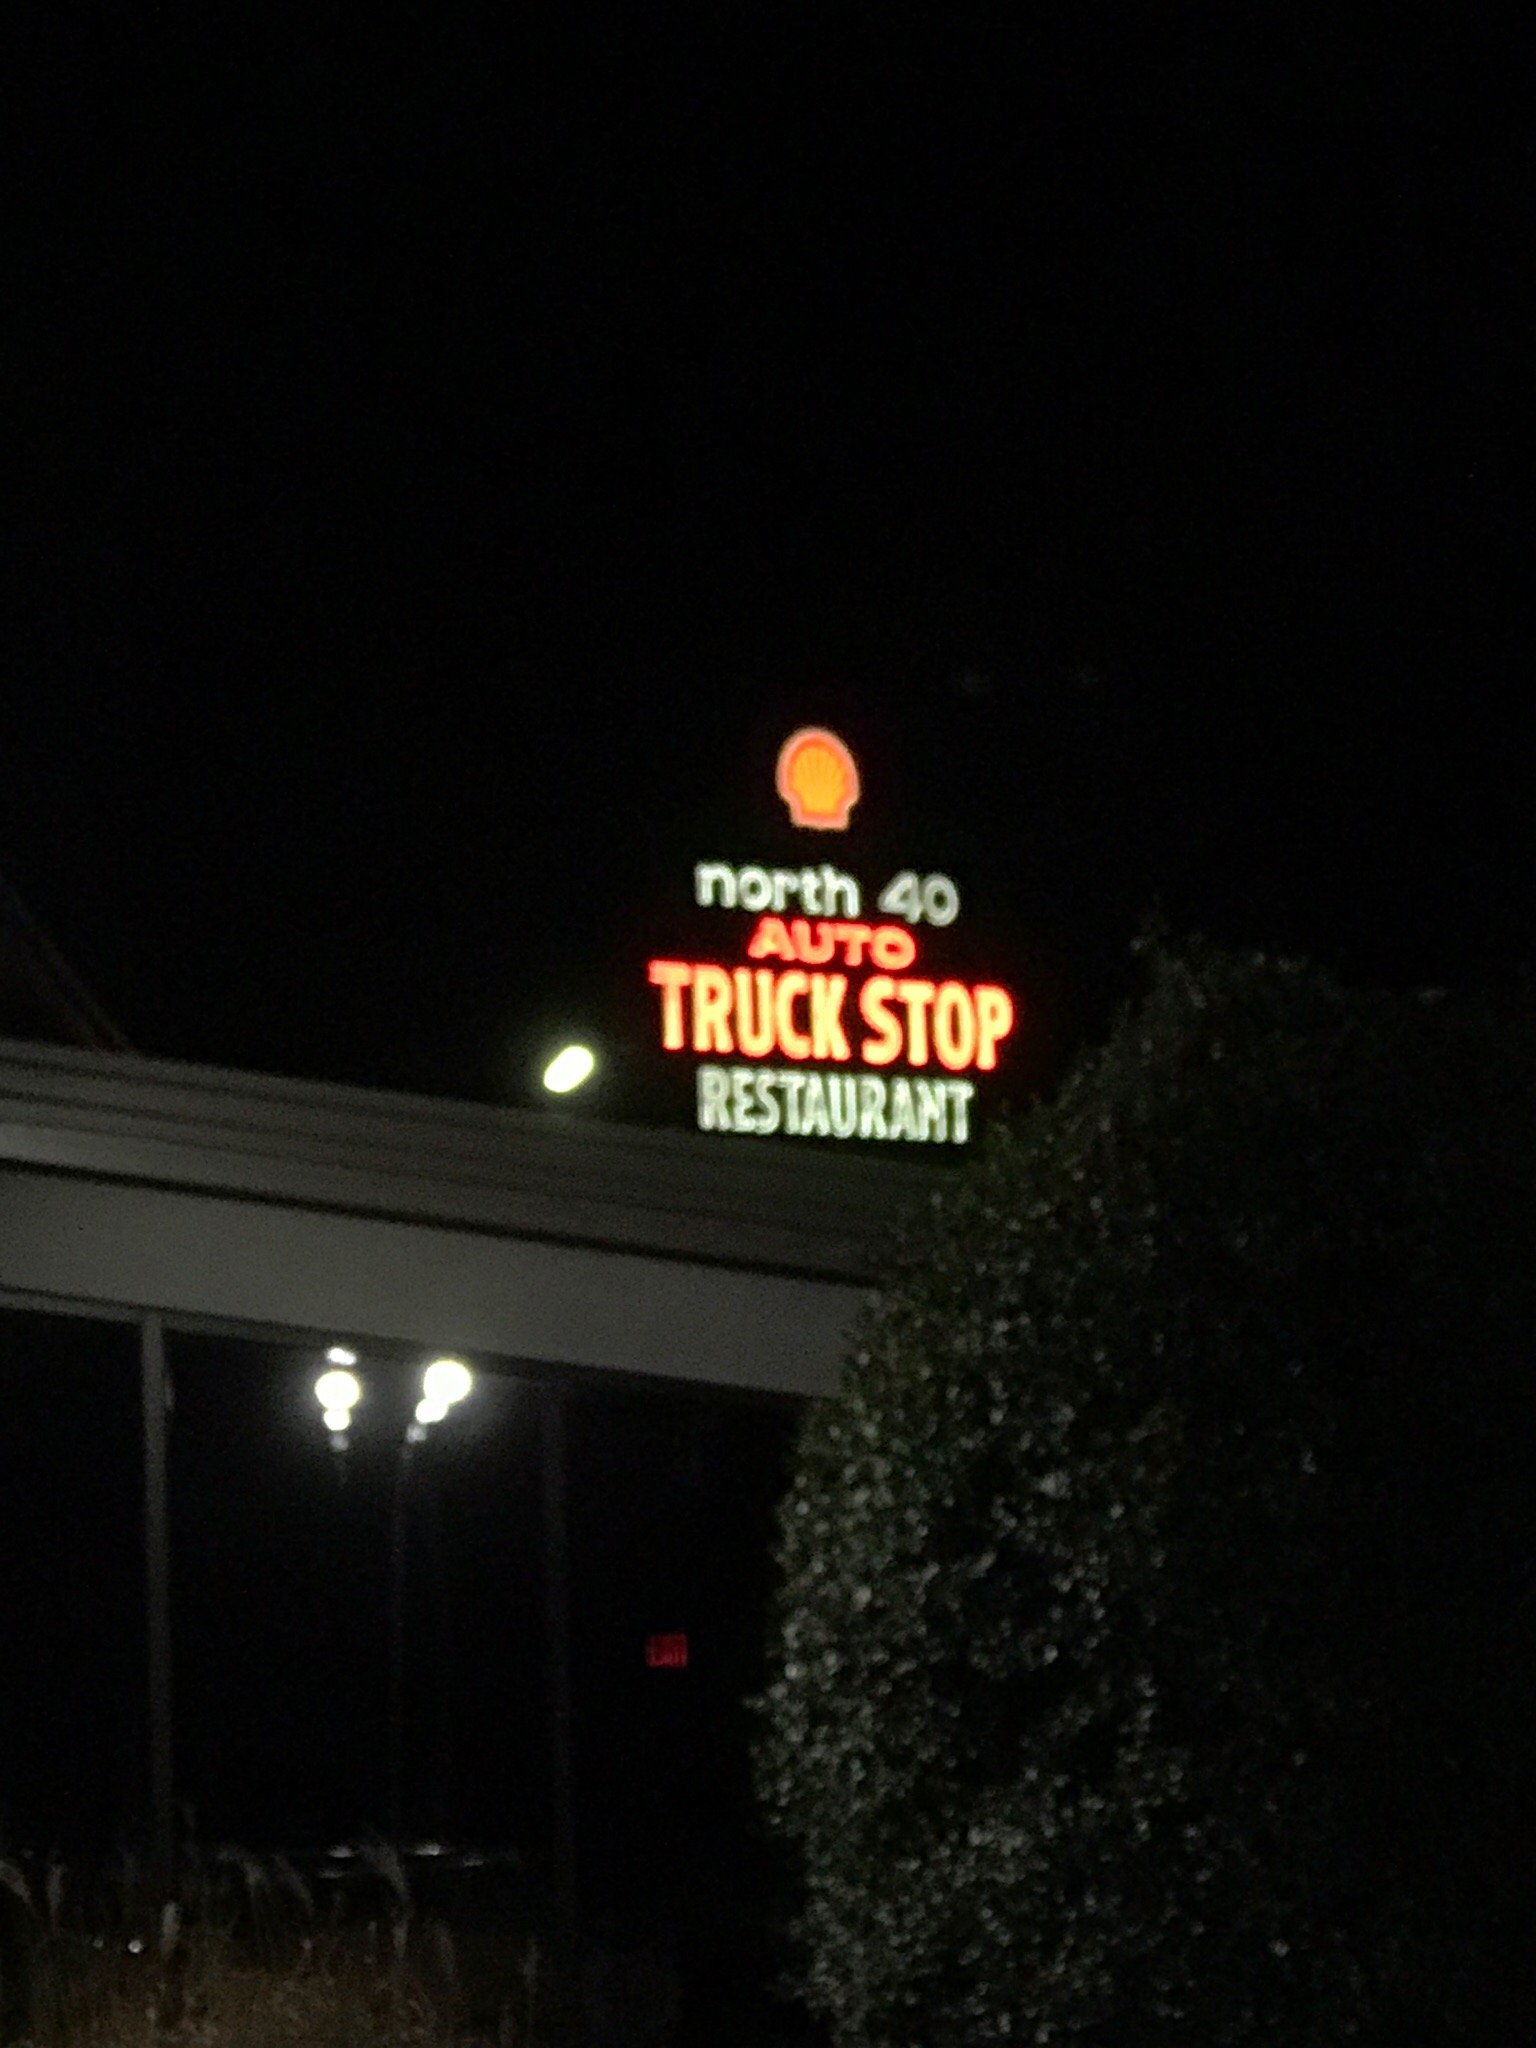 north 40
AUTO
TRUCK STOP
RESTAURANT